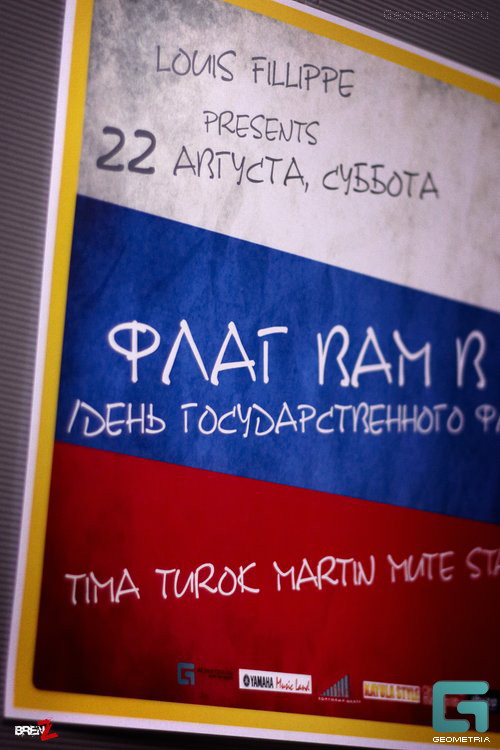 Geometria.ru
LOUIS FILLIPPE
PRESENTS
22 АВГУСТА, СУББОТА
ФЛАГ ВАМ В
/ДЕНЬ ГОСУДАРСТВЕННОГО
TIMA TUROK MARTIN MUTE
YAMAHA Music Land
GEOMETRIA